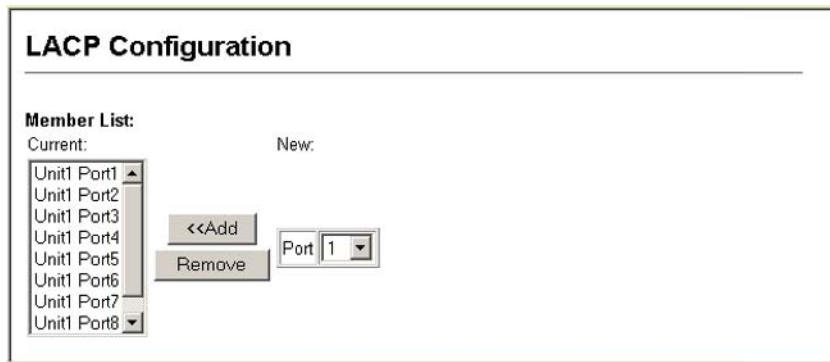 LACP Configuration
Member List:
Current:
New:
Unit1 Port1
Unit1 Port2
Unit1 Port3
Unit1 Port4
Unit1 Port5
Unit1 Port6
Unit1 Port7
Unit1 Port8
<<Add
Remove
Port 1